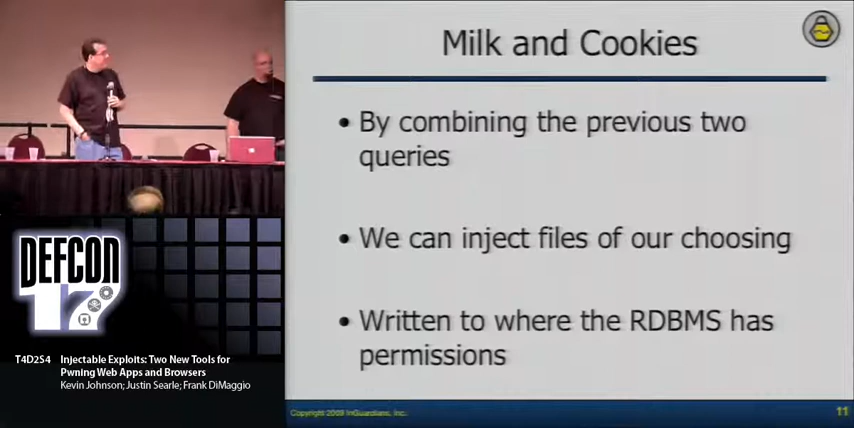 Milk and Cookies
• By combining the previous two
queries
• We can inject files of our choosing
• Written to where the RDBMS has
permissions
Copyright 2009 InGuardians, Inc.
11
DEFCON
17
T4D2S4 Injectable Exploits: Two New Tools for
Pwning Web Apps and Browsers
Kevin Johnson; Justin Searle; Frank DiMaggio